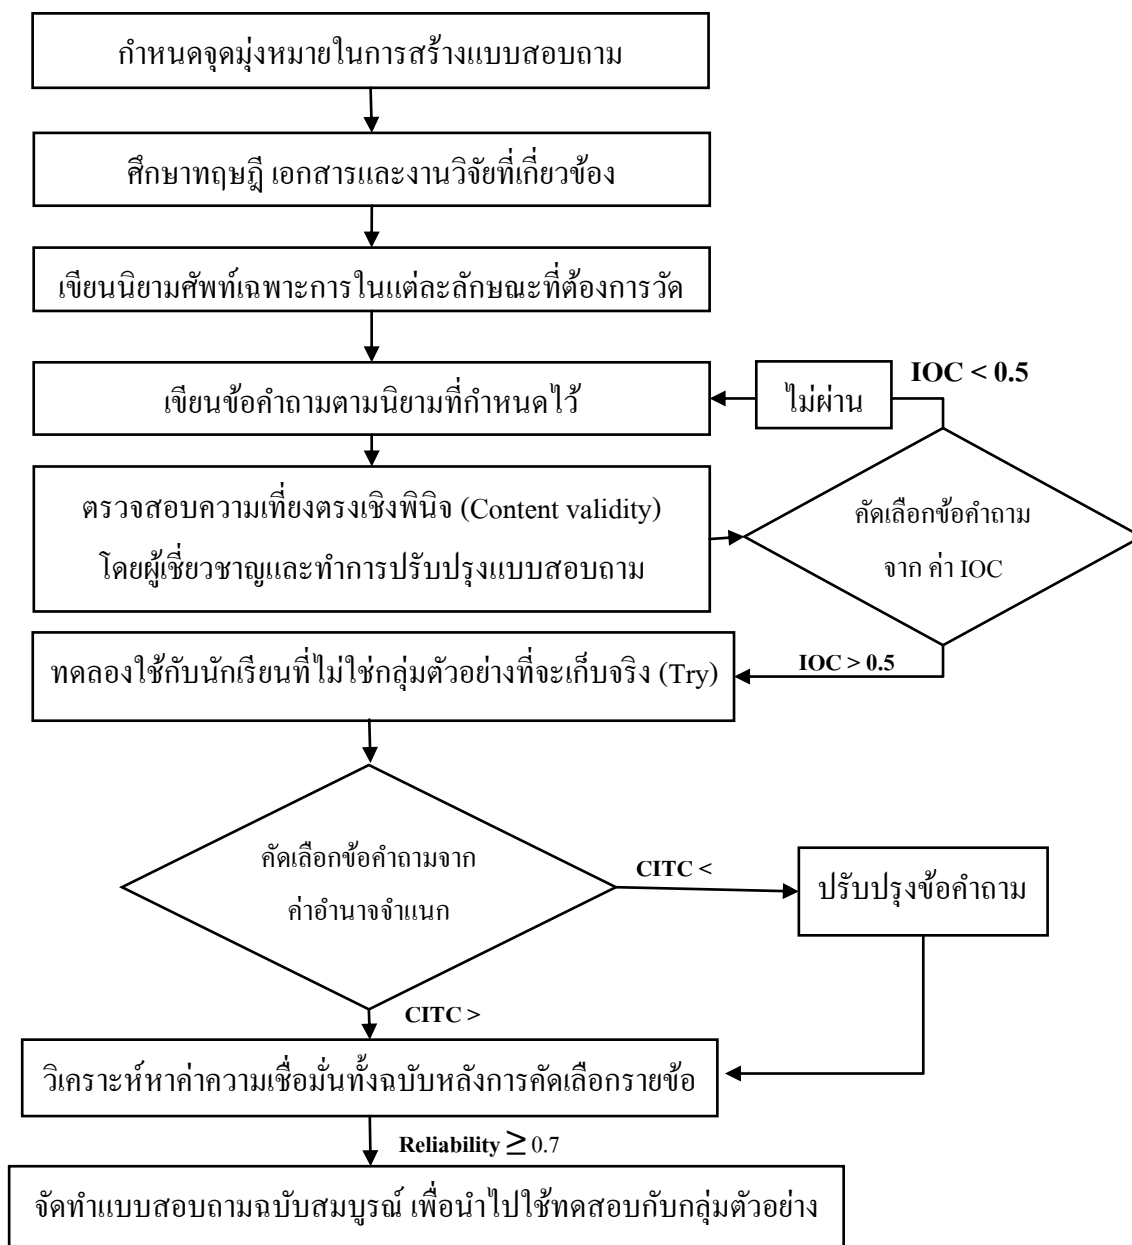 กำหนดจุดมุ่งหมายในการสร้างแบบสอบถาม
ศึกษาทฤษฎี เอกสารและงานวิจัยที่เกี่ยวข้อง
เขียนนิยามศัพท์เฉพาะการในแต่ละลักษณะที่ต้องการวัด
IOC < 0.5
เขียนข้อคำถามตามนิยามที่กำหนดไว้
ไม่ผ่าน
ตรวจสอบความเที่ยงตรงเชิงพินิจ (Content validity)
โดยผู้เชี่ยวชาญและทำการปรับปรุงแบบสอบถาม
คัดเลือกข้อคำถาม
จาก ค่า IOC
IOC > 0.5
ทดลองใช้กับนักเรียนที่ไม่ใช่กลุ่มตัวอย่างที่จะเก็บจริง (Try)
คัดเลือกข้อคำถามจาก
ค่าอำนาจจำแนก
CITC <
ปรับปรุงข้อคำถาม
CITC >
วิเคราะห์หาค่าความเชื่อมั่นทั้งฉบับหลังการคัดเลือกรายข้อ
Reliability ≥ 0.7
จัดทำแบบสอบถามฉบับสมบูรณ์ เพื่อนำไปใช้ทดสอบกับกลุ่มตัวอย่าง